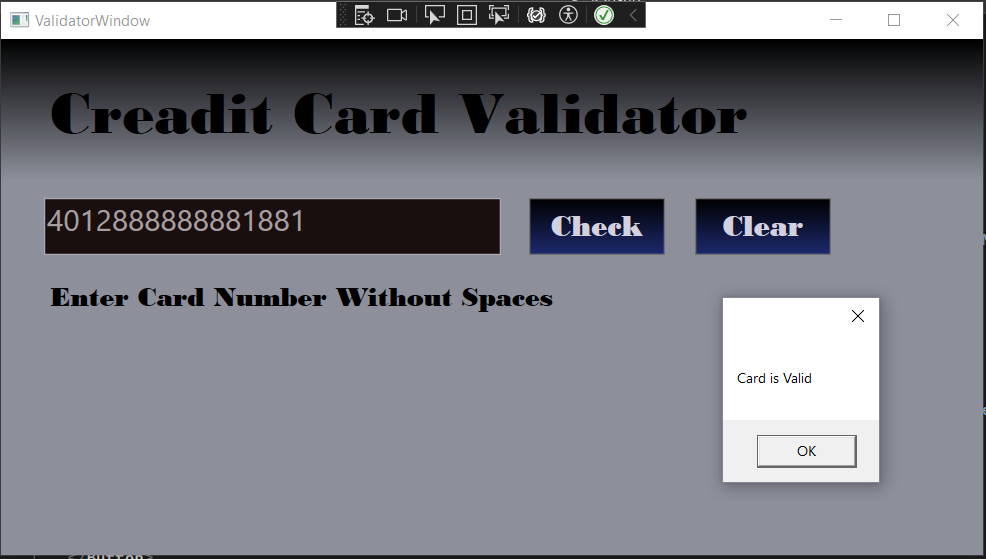 ValidatorWindow
Creadit Card Validator
4012888888881881
Check
Clear
Enter Card Number Without Spaces
Card is Valid
OK